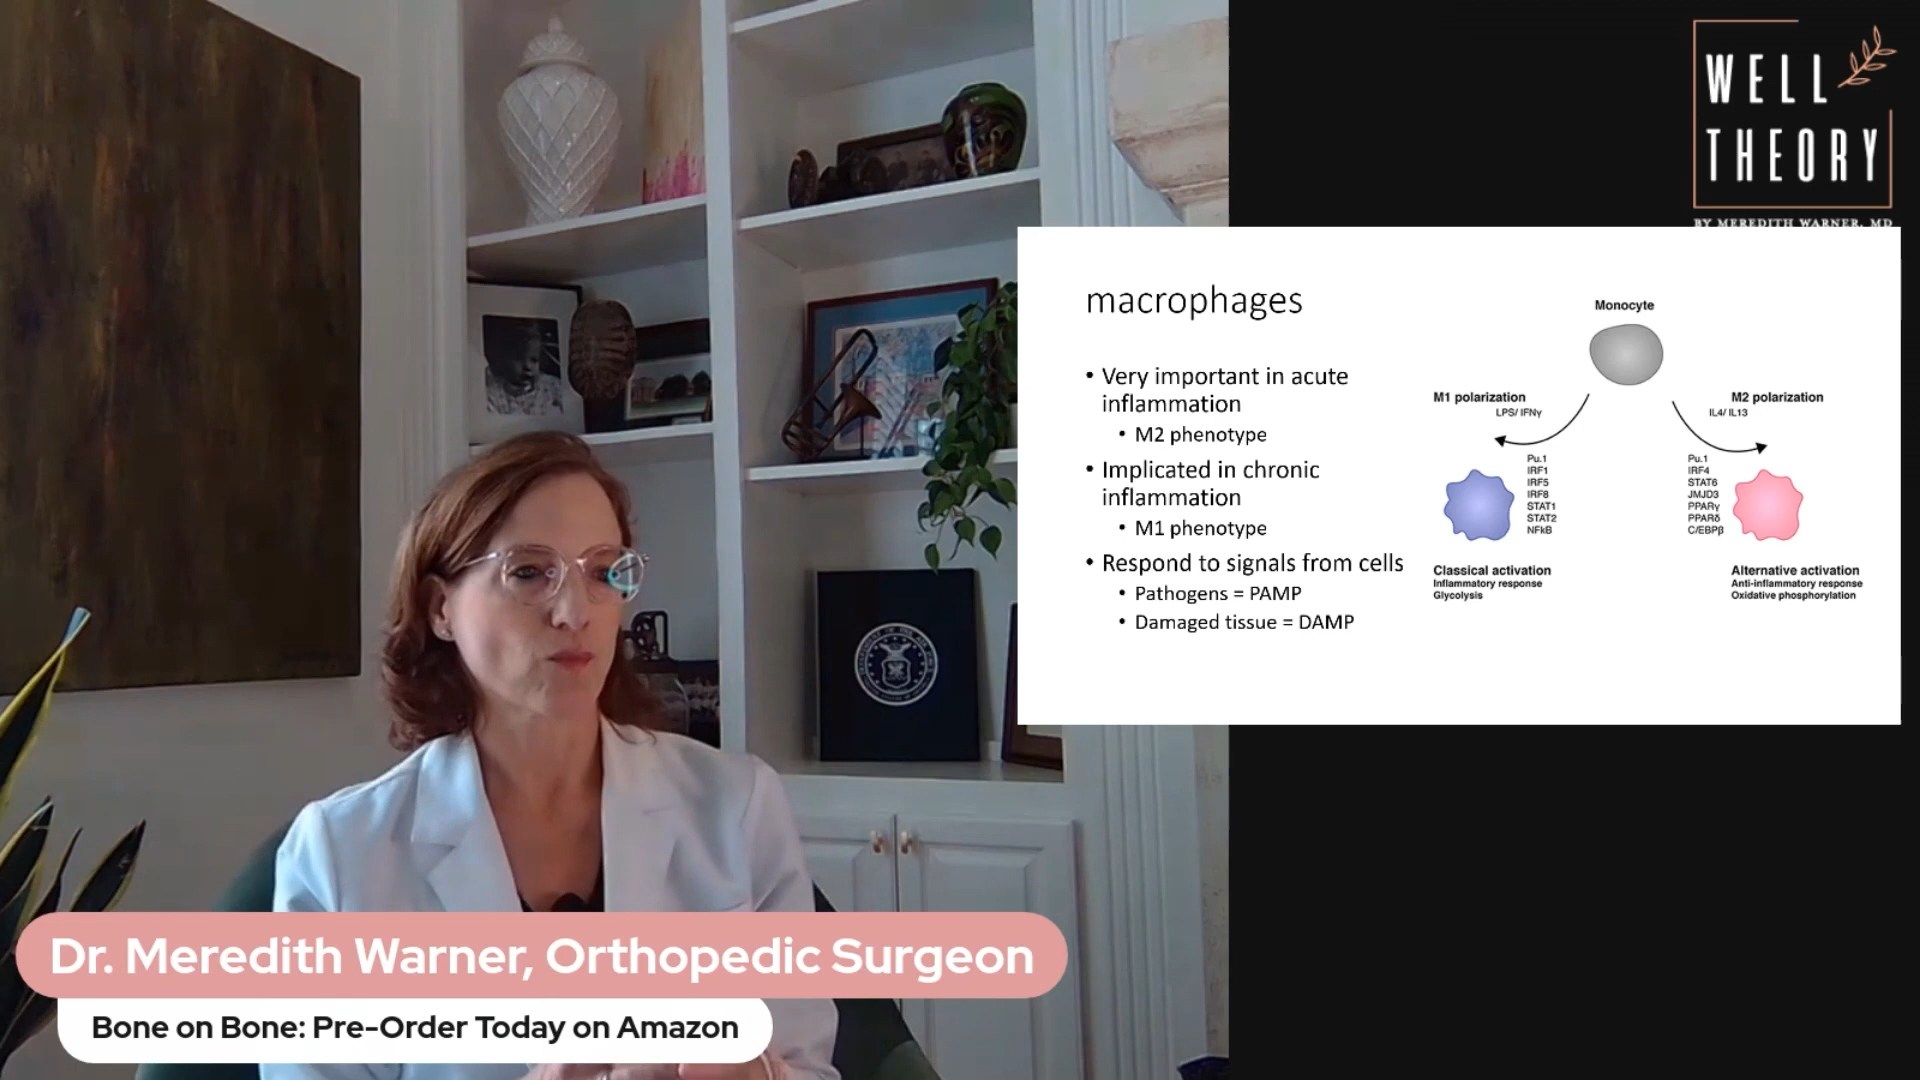 WELL
THEORY
BY MEREDITH WARNER, MD
macrophages
• Very important in acute
inflammation
• M2 phenotype
• Implicated in chronic
inflammation
• M1 phenotype
• Respond to signals from cells
• Pathogens = PAMP
• Damaged tissue = DAMP
Monocyte
M1 polarization
LPS/ IFNγ
M2 polarization
IL4/ IL13
Pu.1
IRF1
IRF5
IRF8
STAT1
STAT2
NFkB
Pu.1
IRF4
STAT6
JMJD3
PPARγ
PPARδ
C/EBPβ
Classical activation
Inflammatory response
Glycolysis
Alternative activation
Anti-inflammatory response
Oxidative phosphorylation
Dr. Meredith Warner, Orthopedic Surgeon
Bone on Bone: Pre-Order Today on Amazon